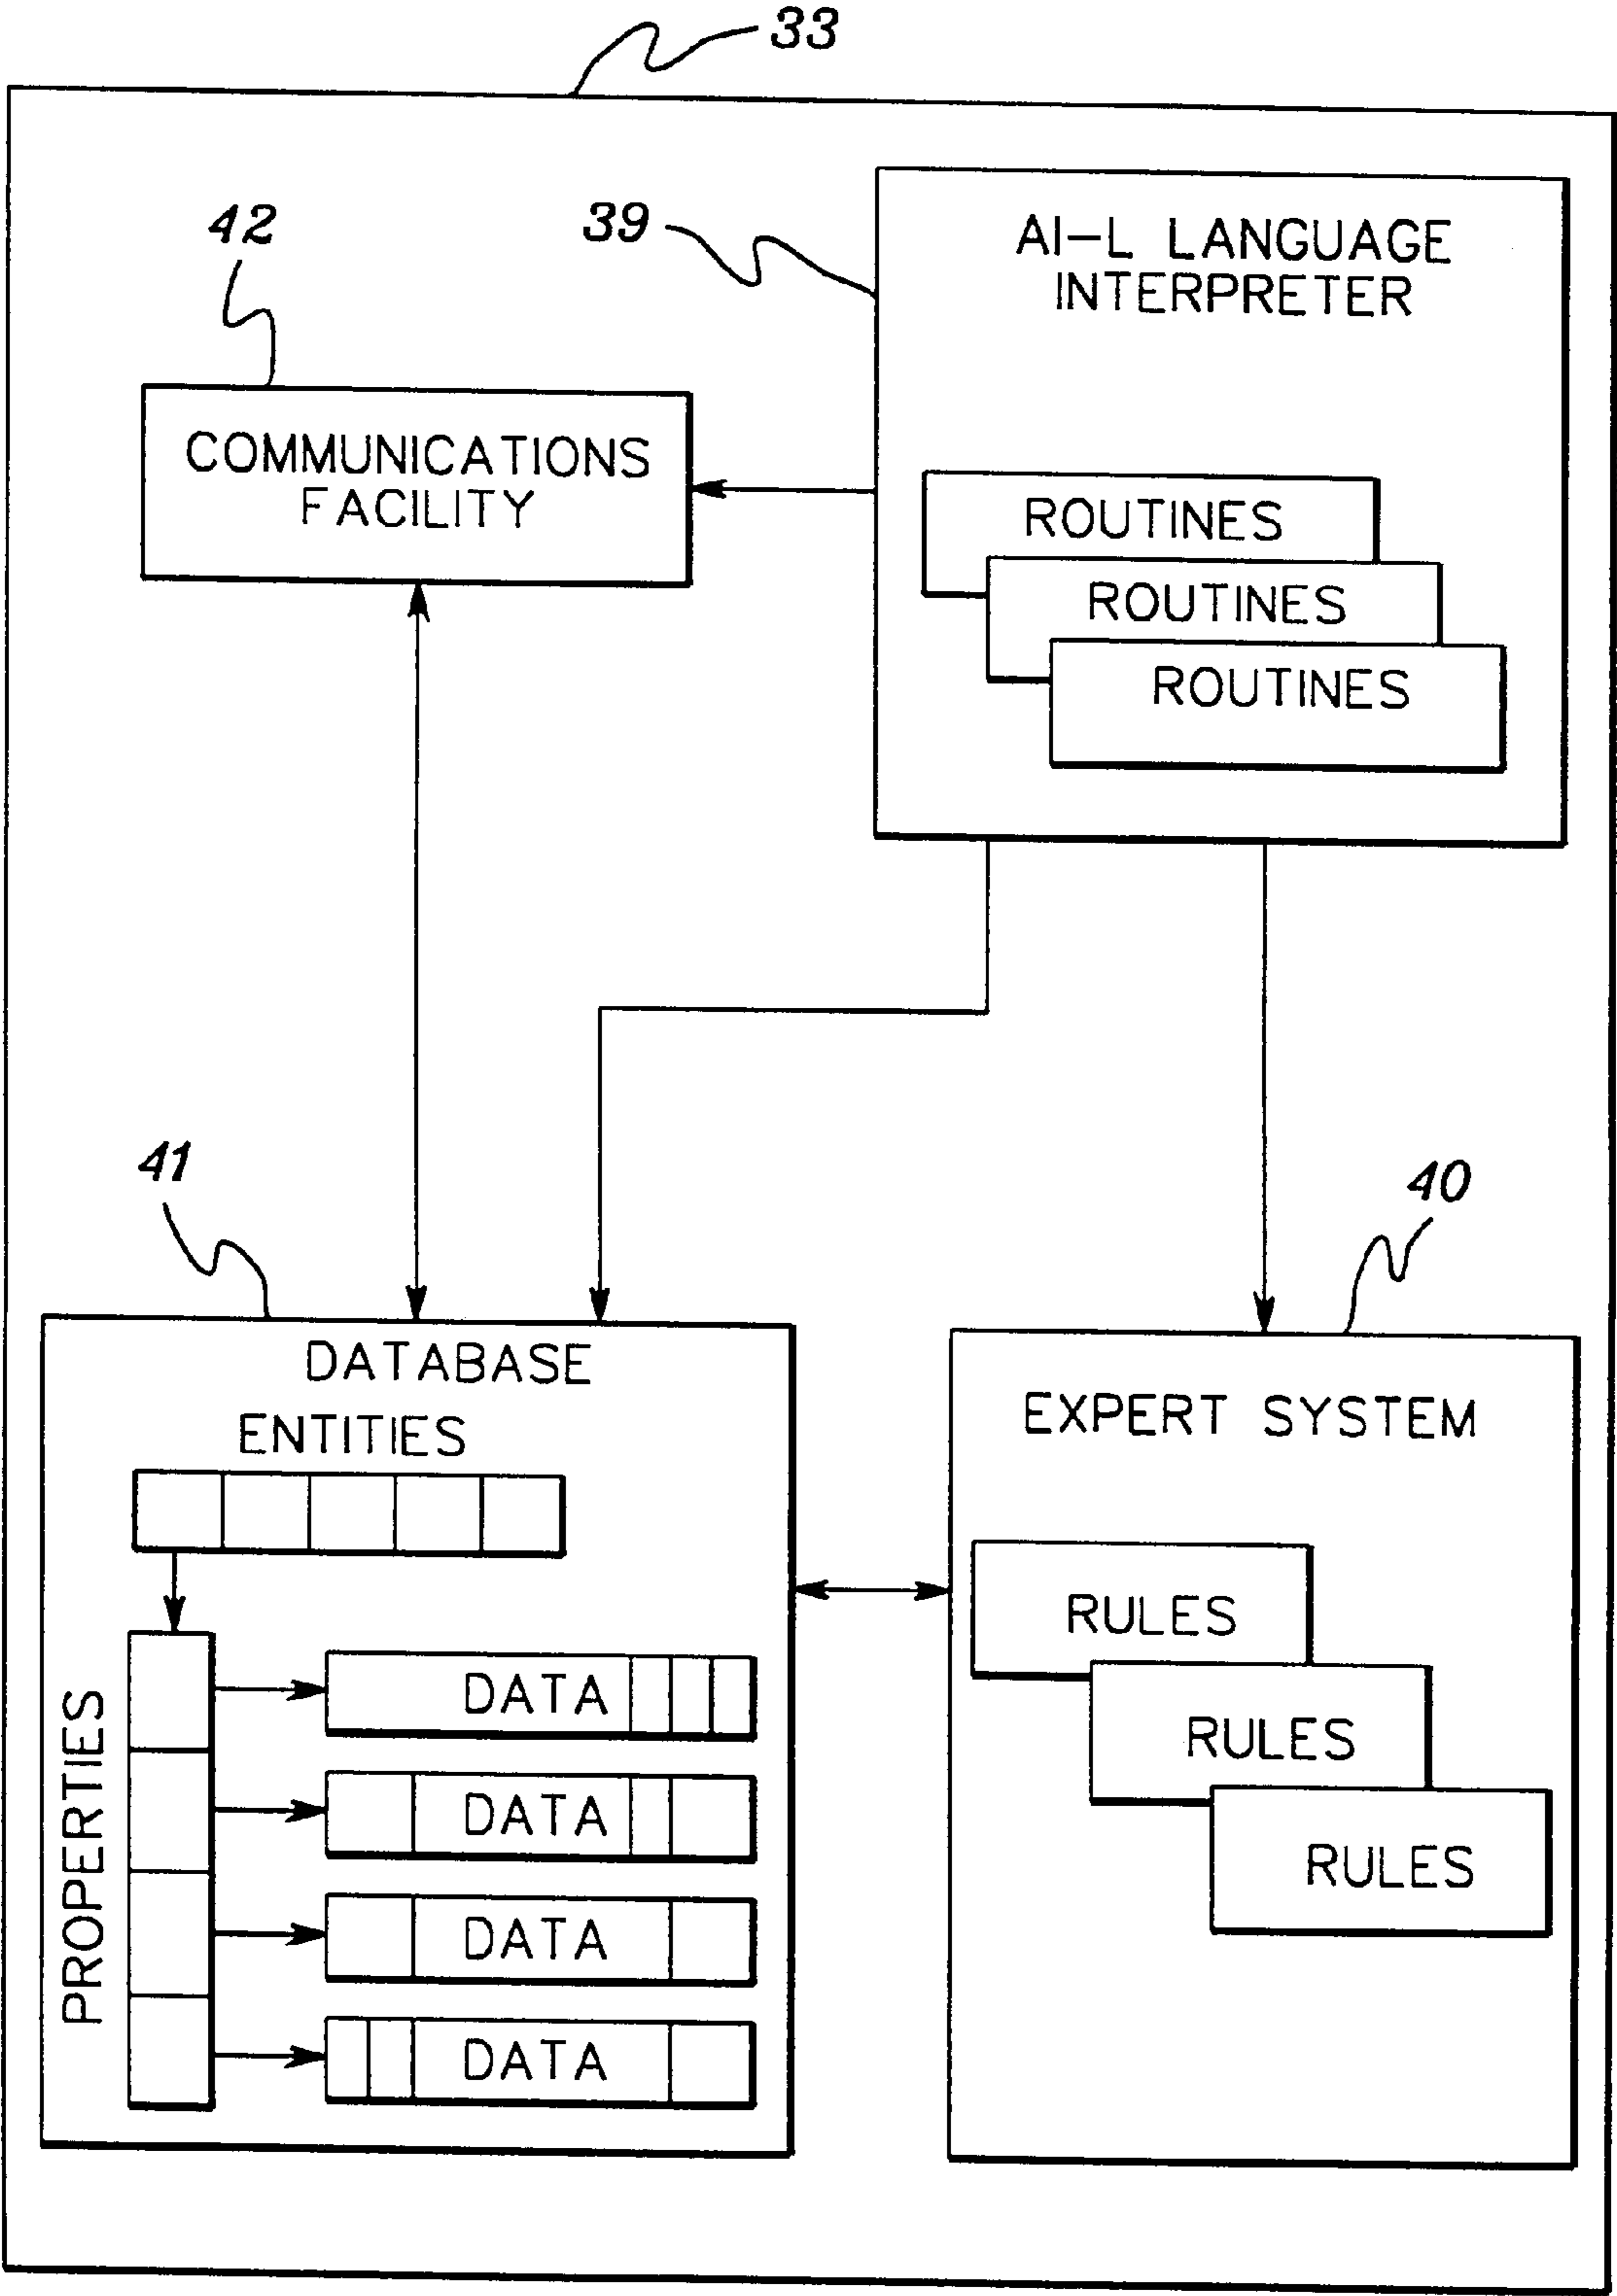 33
42
39
AI-L LANGUAGE
INTERPRETER
COMMUNICATIONS
FACILITY
ROUTINES
ROUTINES
ROUTINES
41
40
DATABASE
ENTITIES
EXPERT SYSTEM
PROPERTIES
DATA
DATA
DATA
DATA
RULES
RULES
RULES